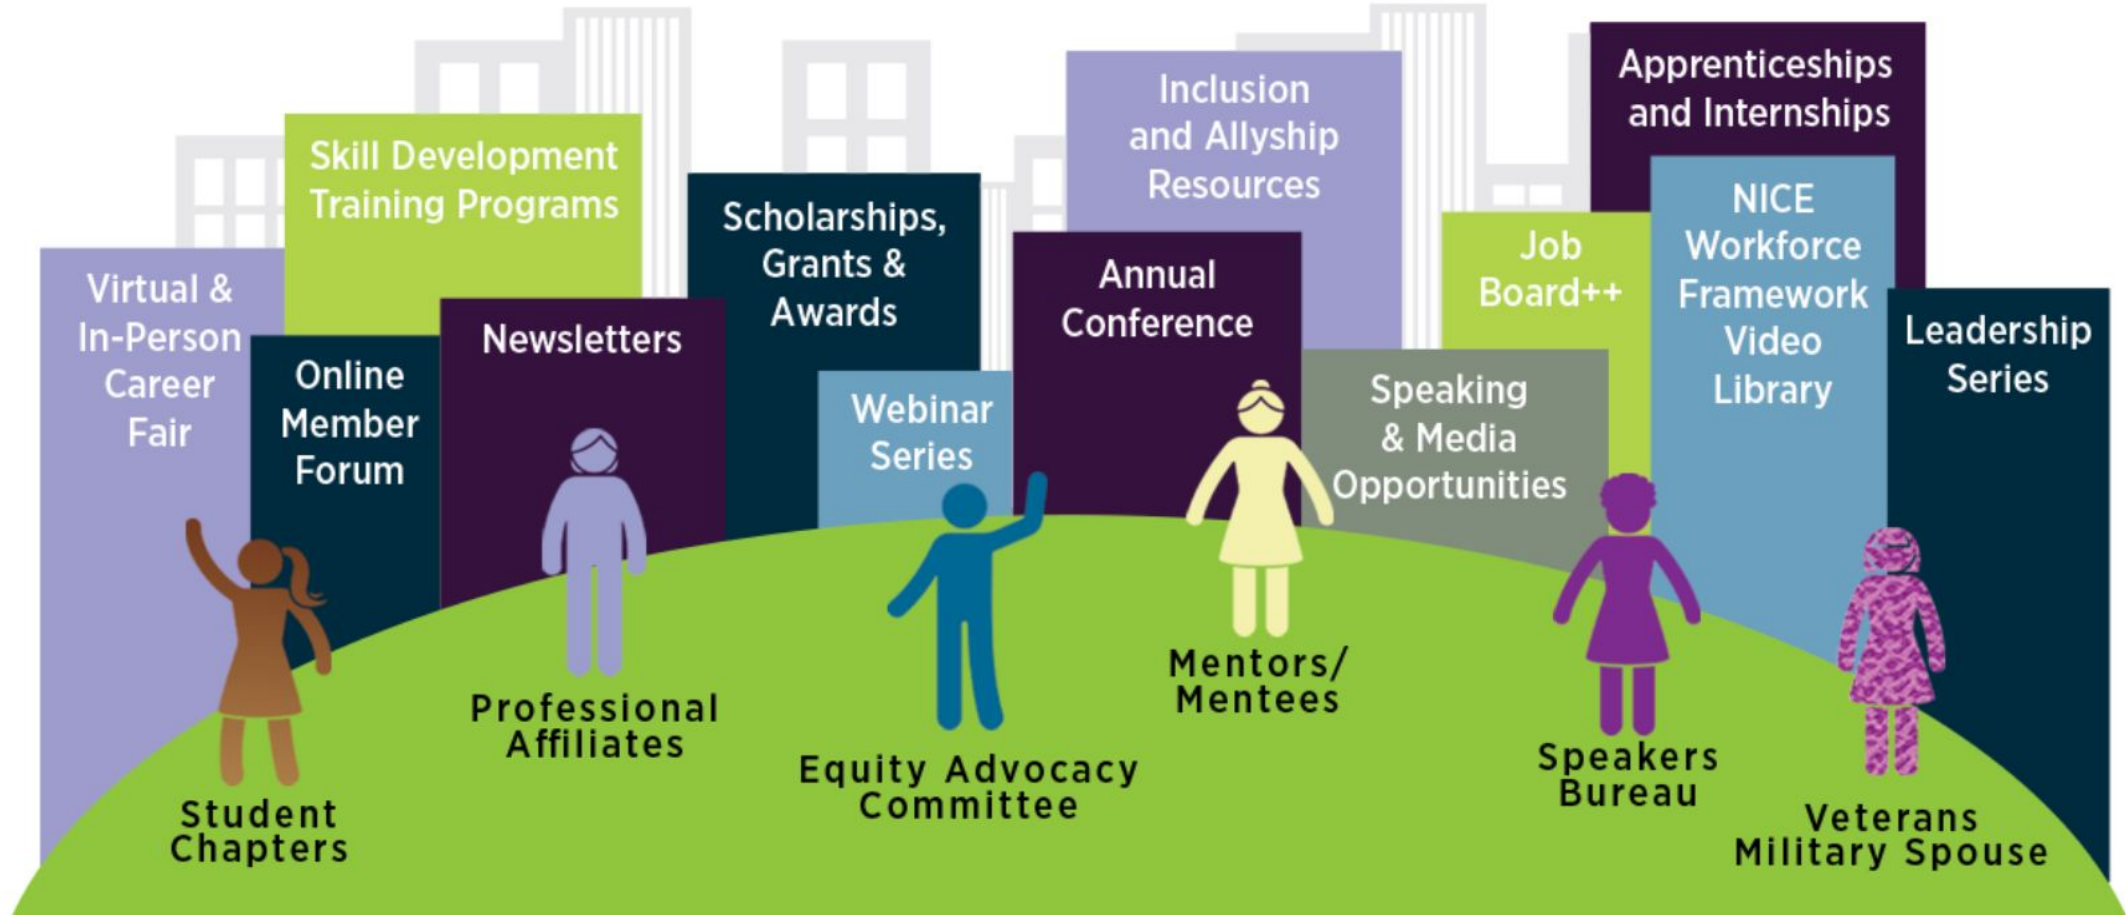 Virtual &
In-Person
Career
Fair
Skill Development
Training Programs
Online
Member
Forum
Newsletters
Scholarships,
Grants &
Awards
Webinar
Series
Annual
Conference
Inclusion
and Allyship
Resources
Speaking
& Media
Opportunities
Job
Board++
Apprenticeships
and Internships
NICE
Workforce
Framework
Video
Library
Leadership
Series
Student
Chapters
Professional
Affiliates
Equity Advocacy
Committee
Mentors/
Mentees
Speakers
Bureau
Veterans
Military Spouse